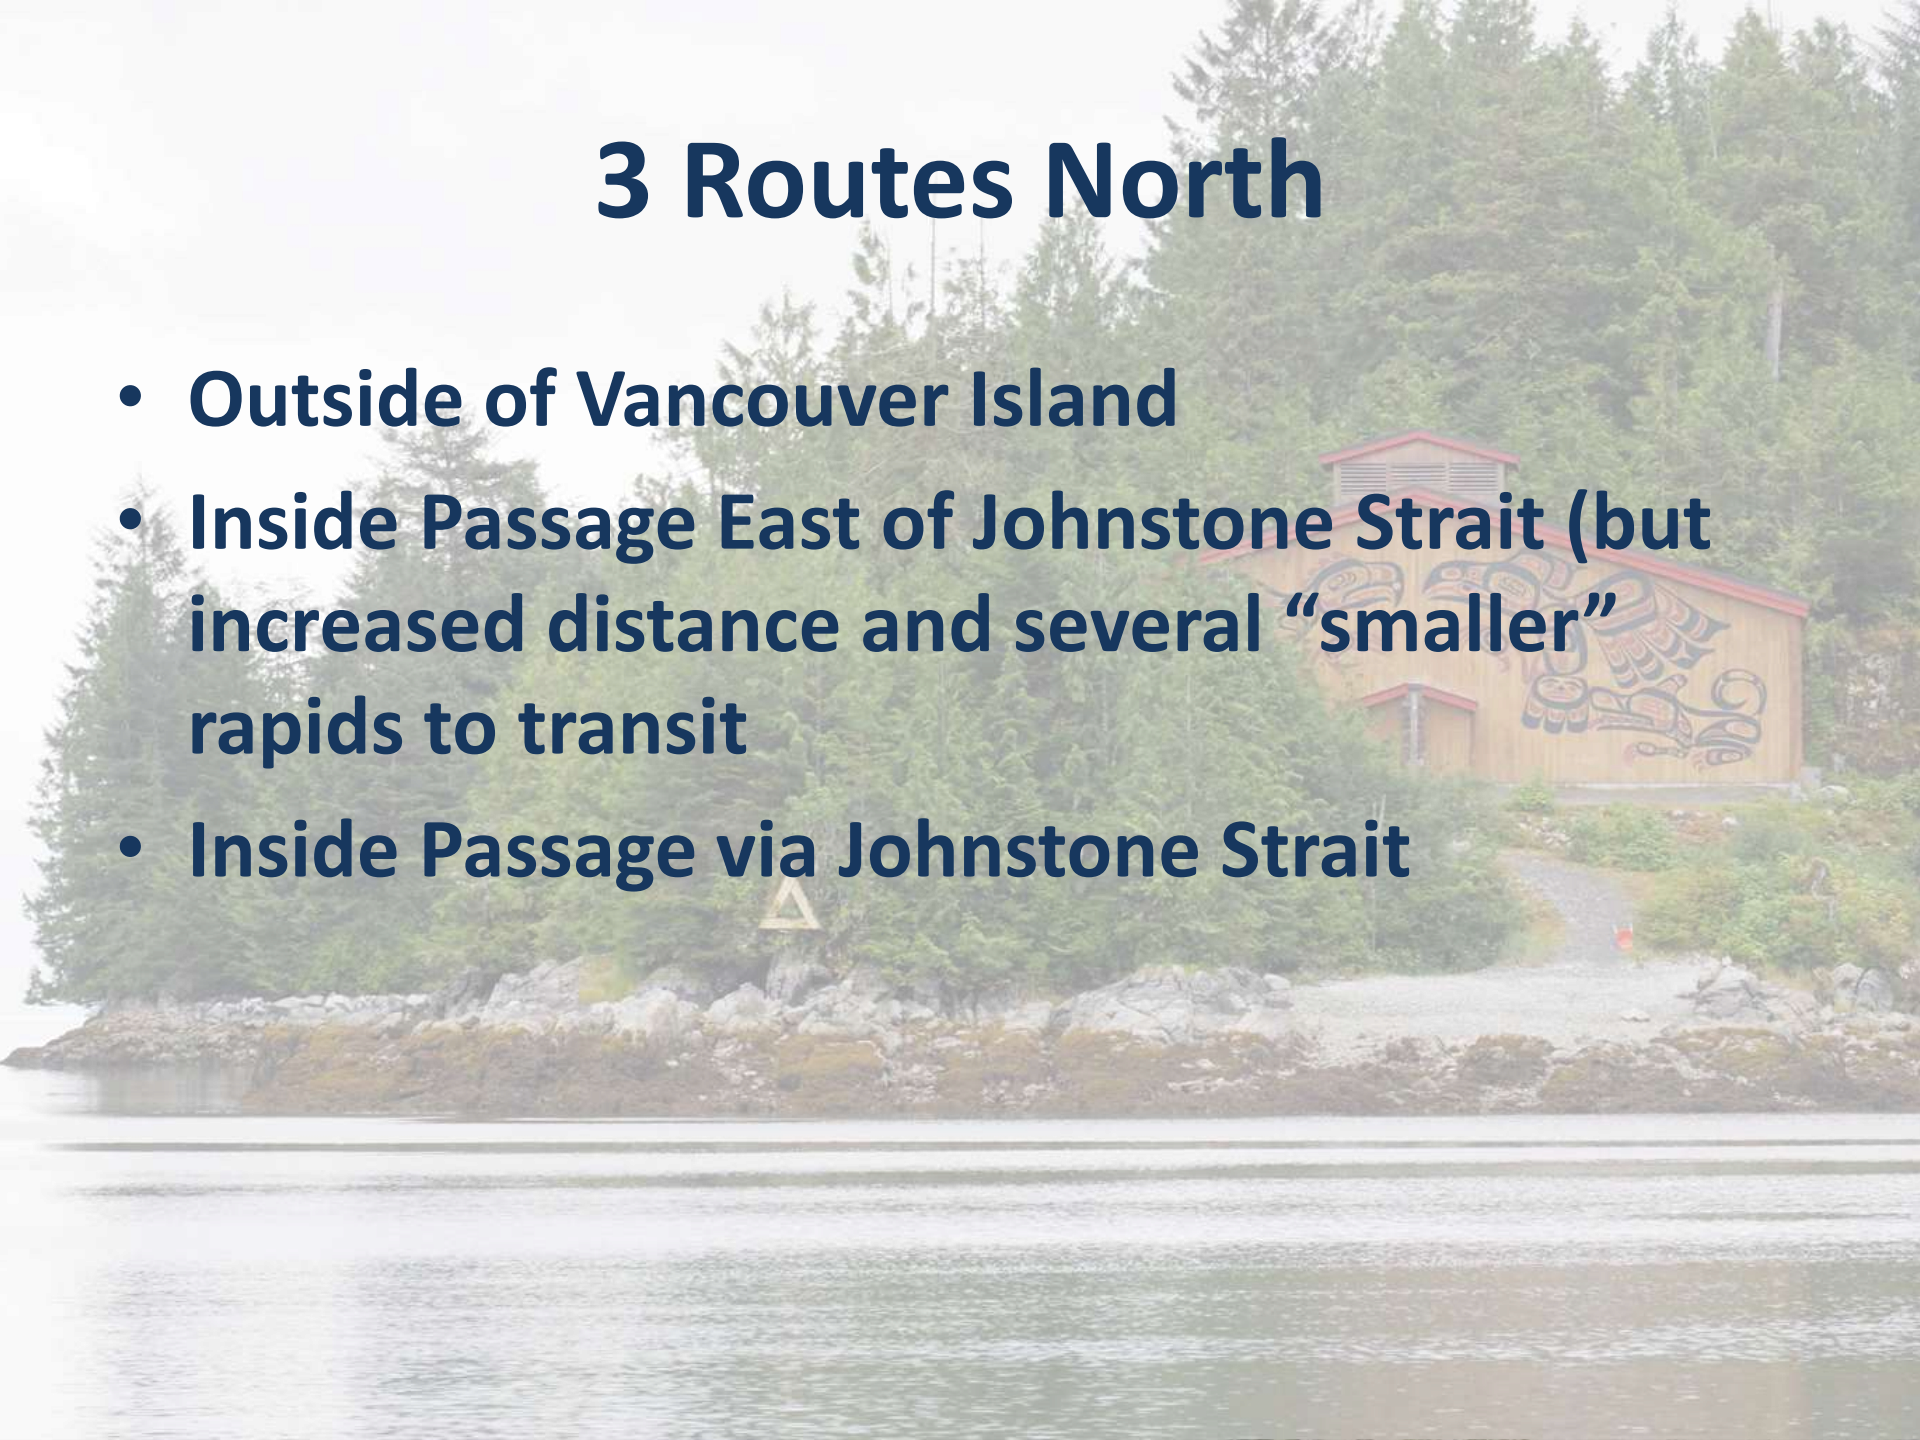 3 Routes North
• Outside of Vancouver Island
• Inside Passage East of Johnstone Strait (but
increased distance and several “smaller”
rapids to transit
• Inside Passage via Johnstone Strait